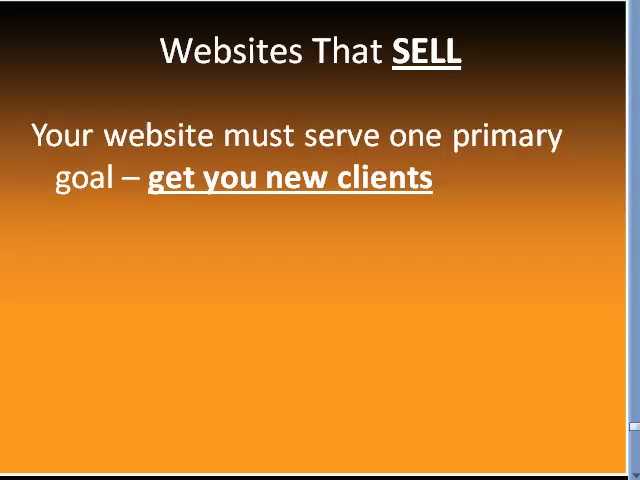 Websites That SELL
Your website must serve one primary
goal – get you new clients